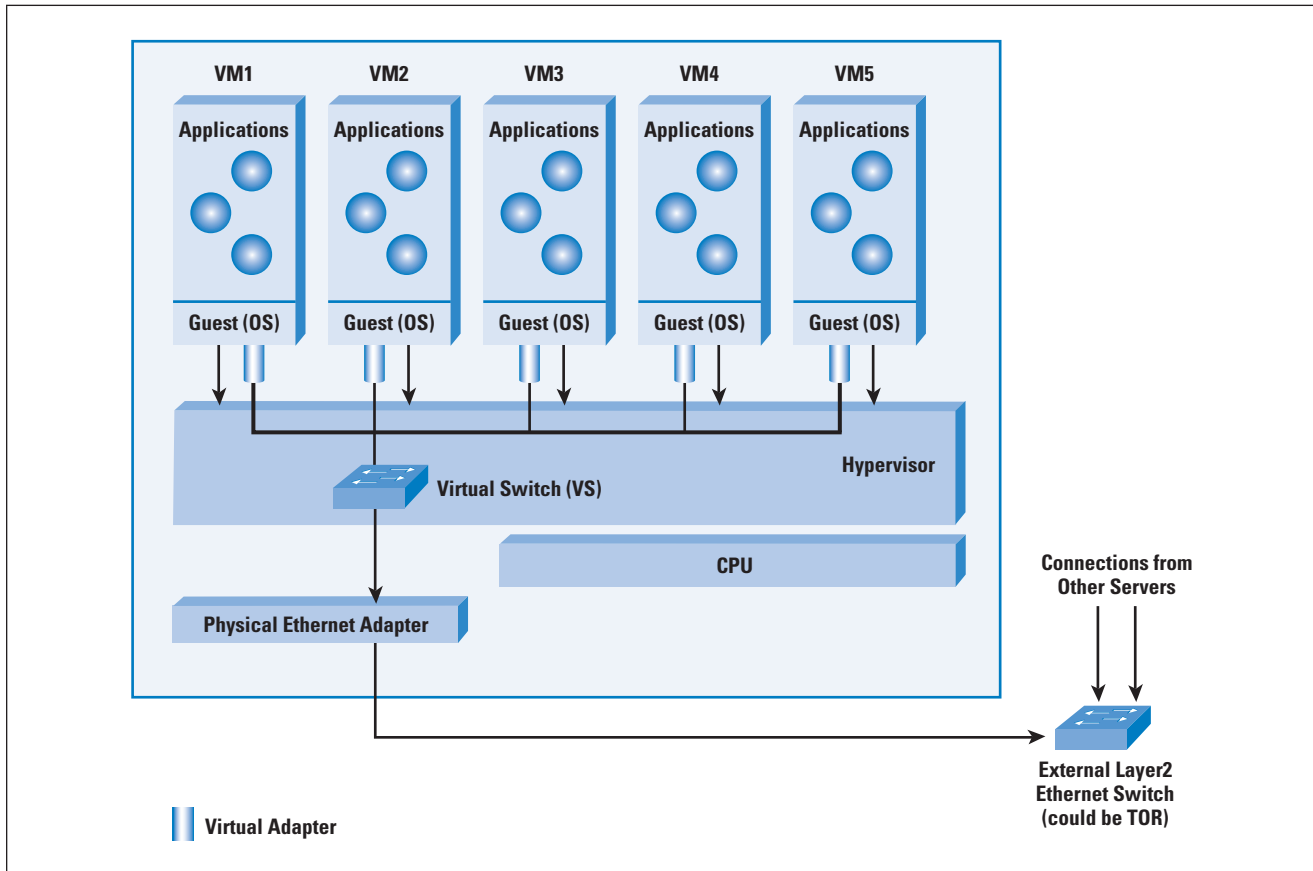 VM1
VM2
VM3
VM4
VM5
Applications
Applications
Applications
Applications
Applications
Guest (OS)
Guest (OS)
Guest (OS)
Guest (OS)
Guest (OS)
Hypervisor
Virtual Switch (VS)
CPU
Physical Ethernet Adapter
Connections from
Other Servers
External Layer2
Ethernet Switch
(could be TOR)
Virtual Adapter